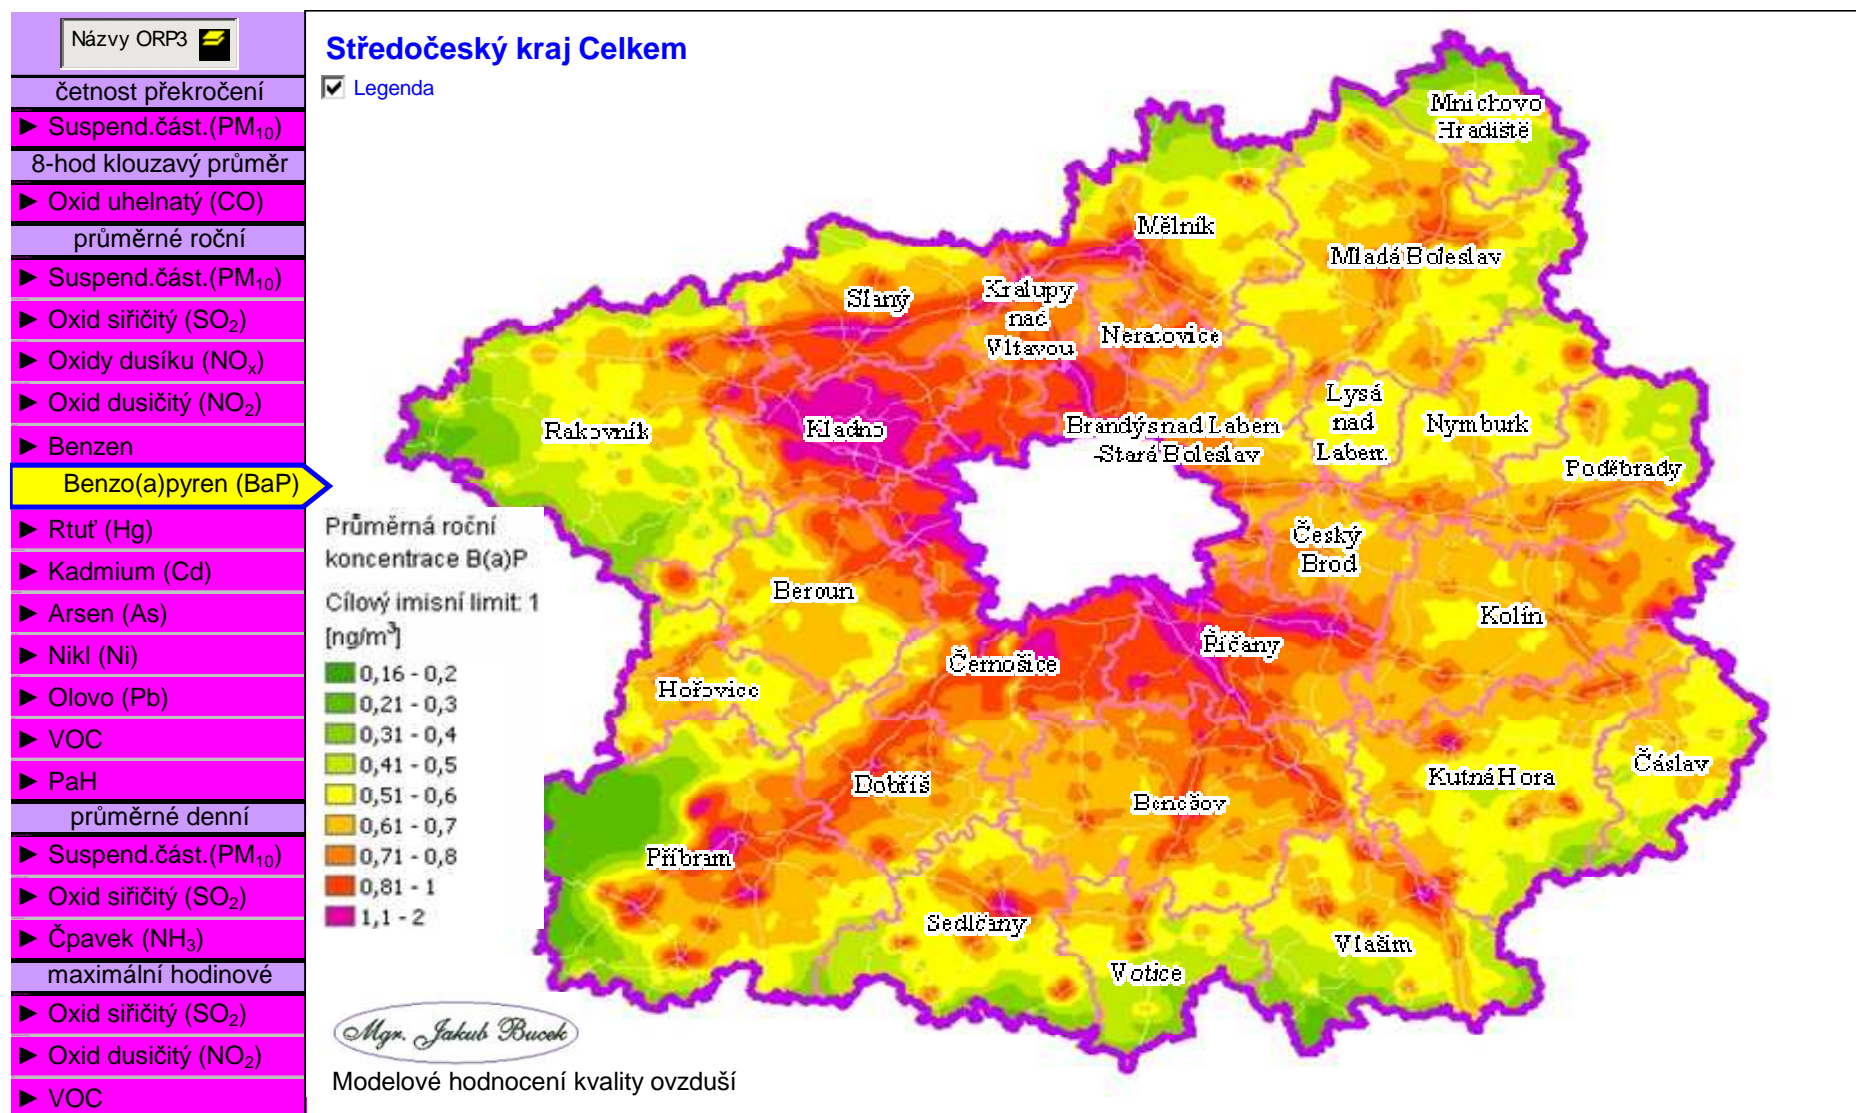 Názvy ORP3
četnost překročení
► Suspend.část.(PM₁₀)
8-hod klouzavý průměr
► Oxid uhelnatý (CO)
průměrné roční
► Suspend.část.(PM₁₀)
► Oxid siřičitý (SO₂)
► Oxidy dusíku (NOₓ)
► Oxid dusičitý (NO₂)
► Benzen
Benzo(a)pyren (BaP)
► Rtuť (Hg)
► Kadmium (Cd)
► Arsen (As)
► Nikl (Ni)
► Olovo (Pb)
► VOC
► PaH
průměrné denní
► Suspend.část.(PM₁₀)
► Oxid siřičitý (SO₂)
► Čpavek (NH₃)
maximální hodinové
► Oxid siřičitý (SO₂)
► Oxid dusičitý (NO₂)
► VOC
Středočeský kraj Celkem
Legenda
Mnichovo
Hradiště
Mělník
Mladá Boleslav
Slaný
Kralupy
nad
Vltavou
Neratovice
Rakovník
Kladno
Brandýs nad Labem
-Stará Boleslav
Lysá
nad
Labem
Nymburk
Poděbrady
Český
Brod
Beroun
Kolín
Říčany
Černošice
Hořovice
Dobříš
Benešov
Kutná Hora
Čáslav
Příbram
Sedlčany
Votice
Vlašim
Průměrná roční
koncentrace B(a)P
Cílový imisní limit: 1
[ng/m³]
0,16 - 0,2
0,21 - 0,3
0,31 - 0,4
0,41 - 0,5
0,51 - 0,6
0,61 - 0,7
0,71 - 0,8
0,81 - 1
1,1 - 2
Mgr. Jakub Bucek
Modelové hodnocení kvality ovzduší